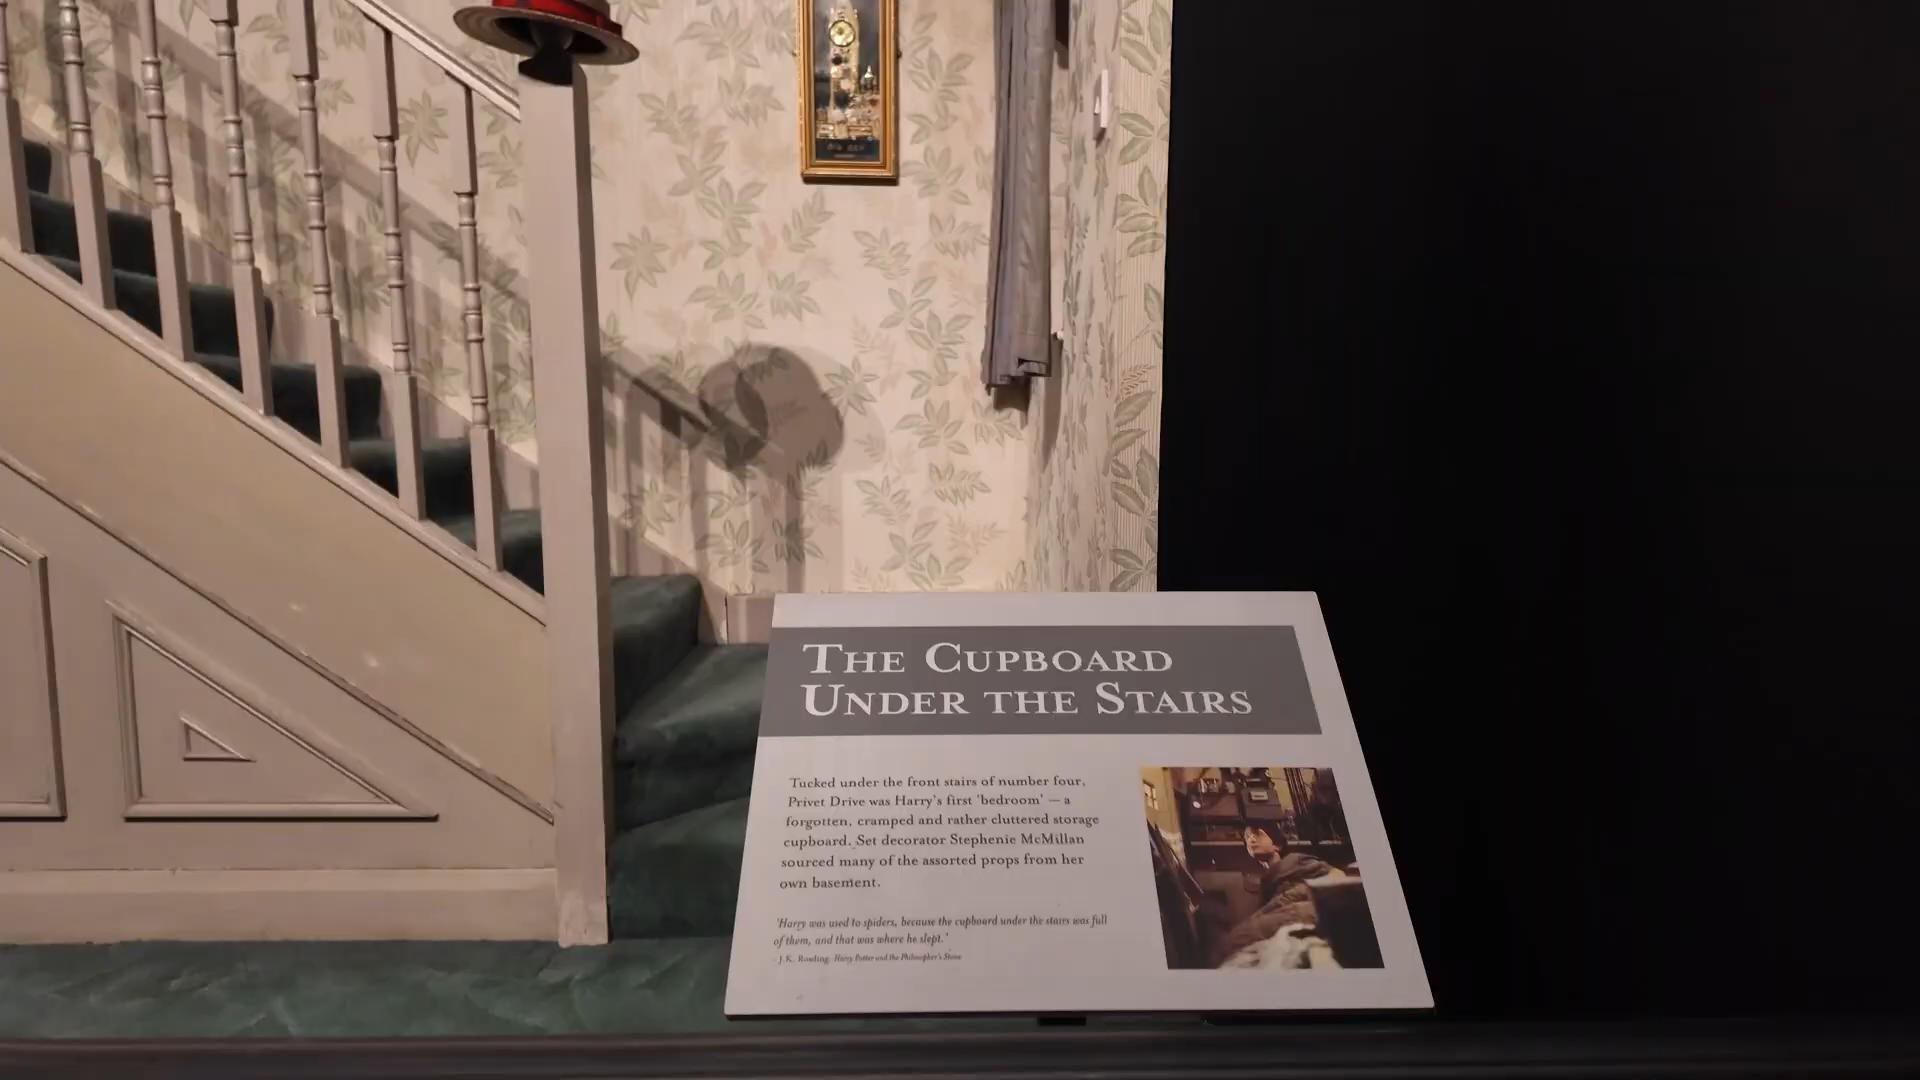 BIG BEN
THE CUPBOARD
UNDER THE STAIRS
Tucked under the front stairs of number four,
Privet Drive was Harry's first 'bedroom' — a
forgotten, cramped and rather cluttered storage
cupboard. Set decorator Stephenie McMillan
sourced many of the assorted props from her
own basement.
'Harry was used to spiders, because the cupboard under the stairs was full
of them, and that was where he slept.'
- J.K. Rowling, Harry Potter and the Philosopher's Stone